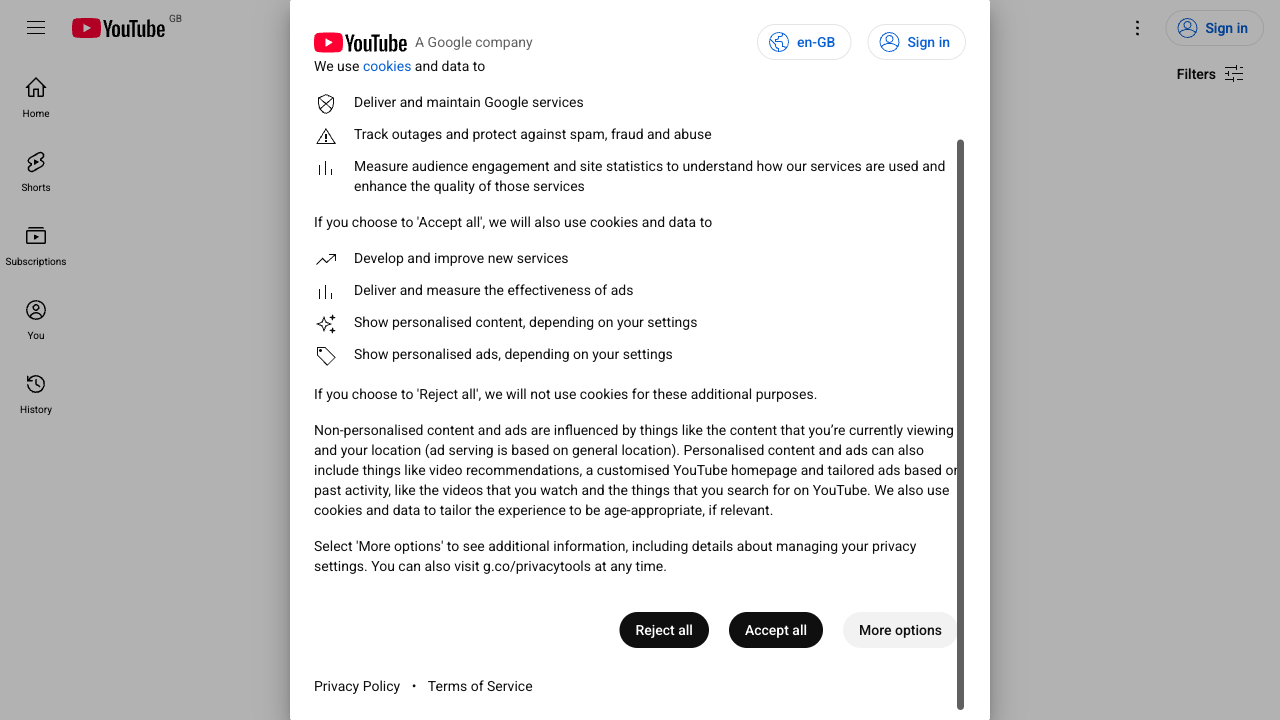 YouTube GB
Sign in
Filters
Home
Shorts
Subscriptions
You
History
YouTube A Google company
en-GB
Sign in
We use cookies and data to
Deliver and maintain Google services
Track outages and protect against spam, fraud and abuse
Measure audience engagement and site statistics to understand how our services are used and
enhance the quality of those services
If you choose to 'Accept all', we will also use cookies and data to
Develop and improve new services
Deliver and measure the effectiveness of ads
Show personalised content, depending on your settings
Show personalised ads, depending on your settings
If you choose to 'Reject all', we will not use cookies for these additional purposes.
Non-personalised content and ads are influenced by things like the content that you’re currently viewing
and your location (ad serving is based on general location). Personalised content and ads can also
include things like video recommendations, a customised YouTube homepage and tailored ads based on
past activity, like the videos that you watch and the things that you search for on YouTube. We also use
cookies and data to tailor the experience to be age-appropriate, if relevant.
Select 'More options' to see additional information, including details about managing your privacy
settings. You can also visit g.co/privacytools at any time.
Reject all
Accept all
More options
Privacy Policy • Terms of Service